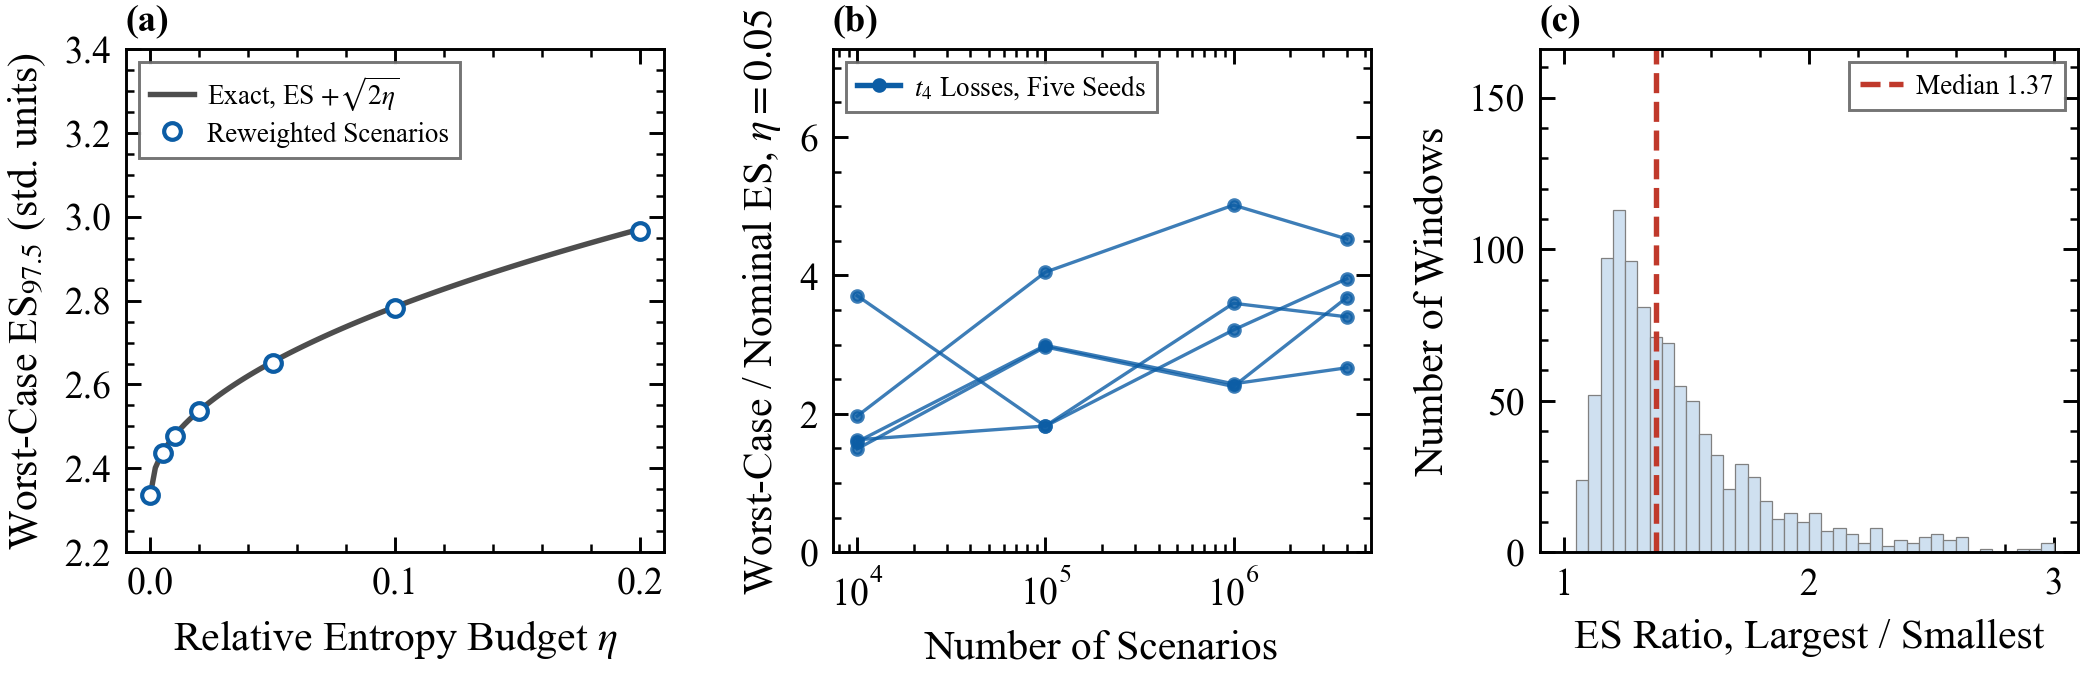 (a)
Worst-Case ES97.5 (std. units)
3.4
3.2
3.0
2.8
2.6
2.4
2.2
Exact, ES +√2η
Reweighted Scenarios
0.0
0.1
0.2
Relative Entropy Budget η
(b)
Worst-Case / Nominal ES, η = 0.05
6
4
2
0
t4 Losses, Five Seeds
10^4
10^5
10^6
Number of Scenarios
(c)
Number of Windows
150
100
50
0
Median 1.37
1
2
3
ES Ratio, Largest / Smallest